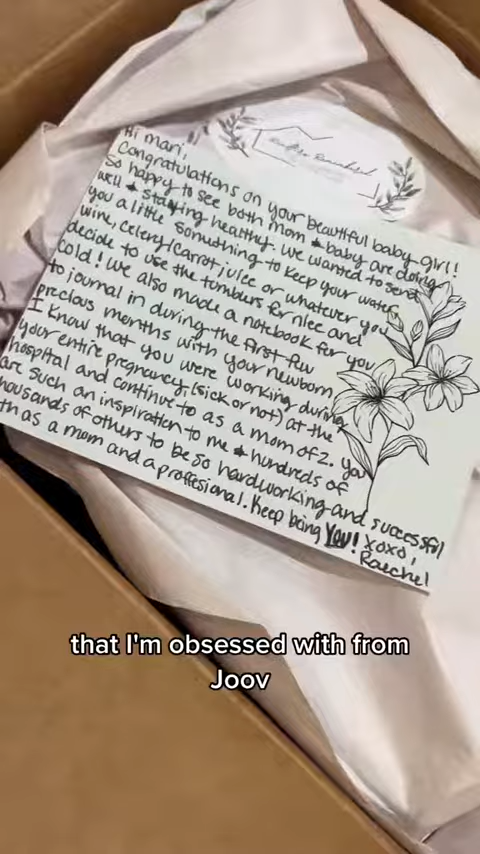 Hi Mari,
Congratulations on your beautiful baby girl!
So happy to see both mom & baby are doing
well & staying healthy. We wanted to send
you a little something to keep your water,
wine, celery/carrot juice or whatever you
decide to use the tumblers for nice and
cold! We also made a notebook for you
to journal in during the first few
precious months with your newborn.
I know that you were working during
your entire pregnancy (sick or not) at the
hospital and continue to as a mom of 2. You
are such an inspiration to me & hundreds of
thousands of others to be so hardworking and successful
th as a mom and a proffesional. Keep being YOU!
xoxo,
Raechel
that I'm obsessed with from
Joov